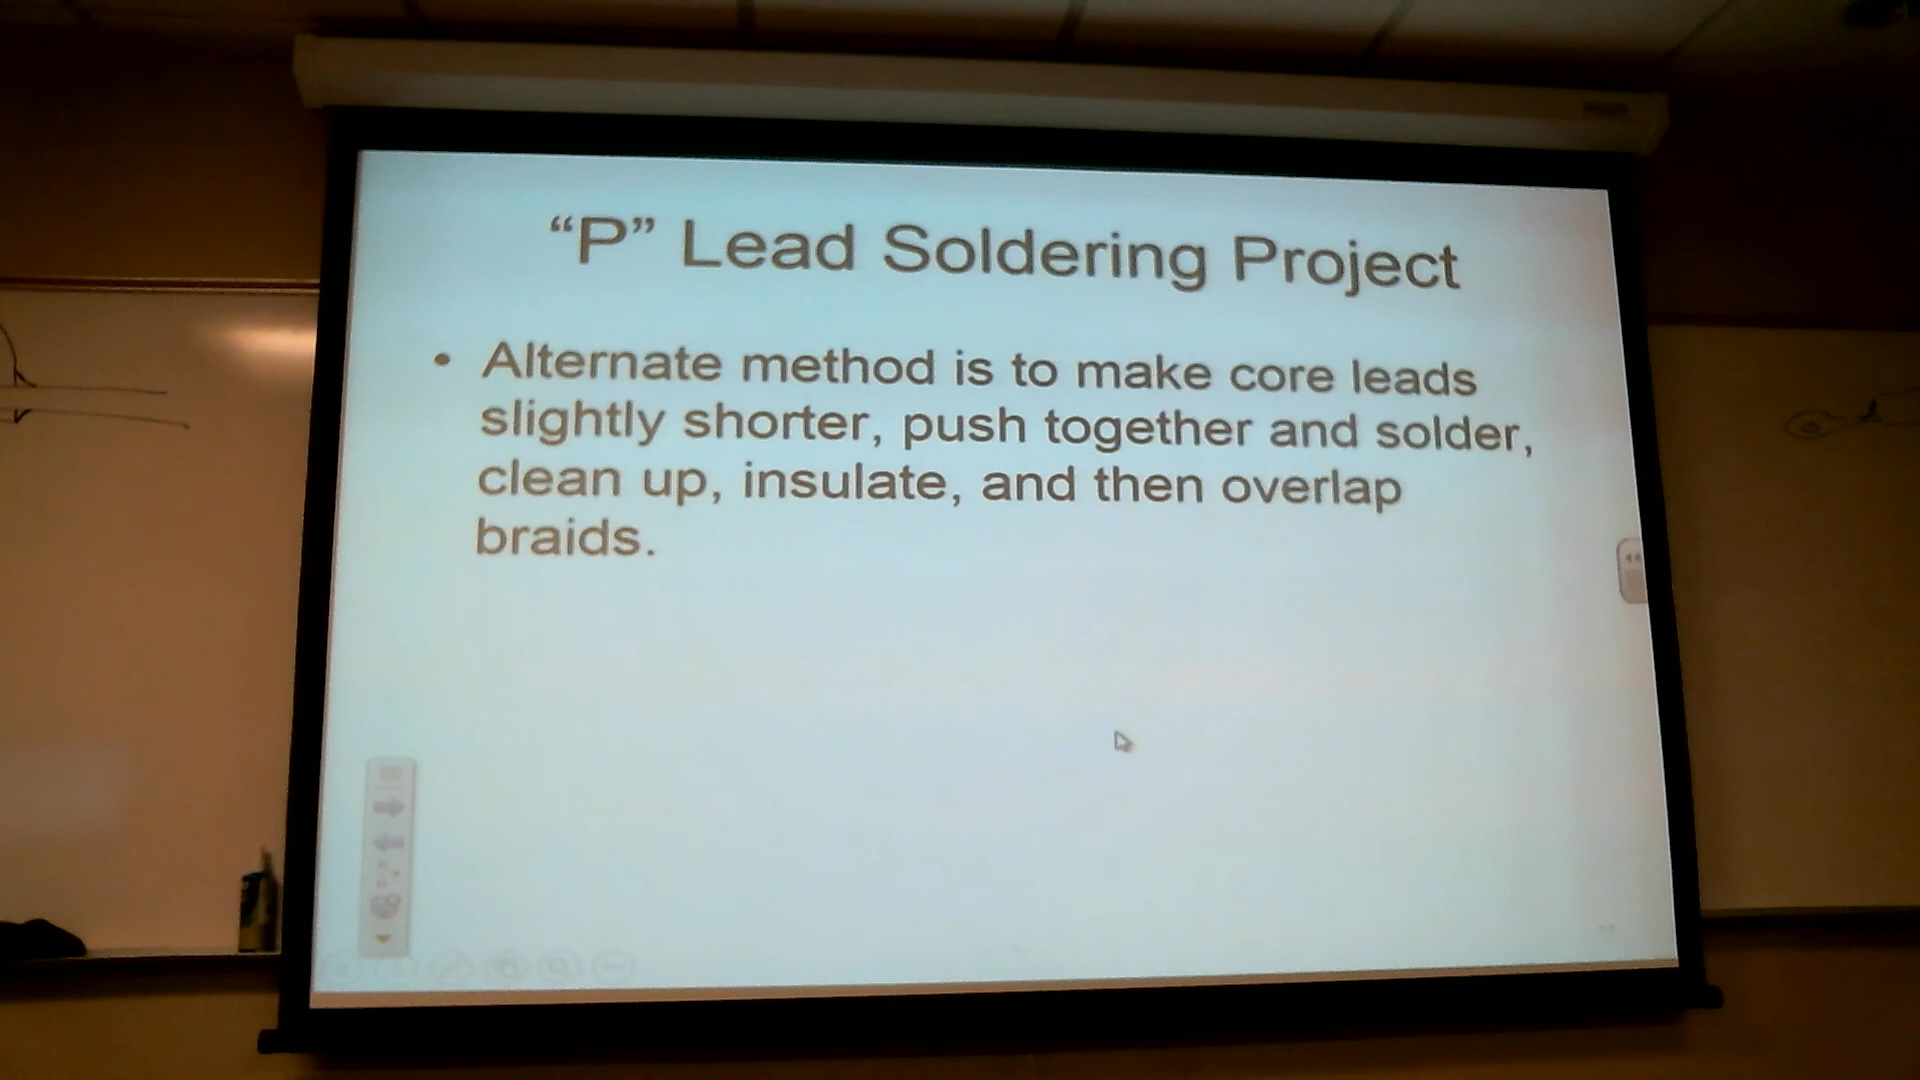 “P” Lead Soldering Project
• Alternate method is to make core leads
slightly shorter, push together and solder,
clean up, insulate, and then overlap
braids.